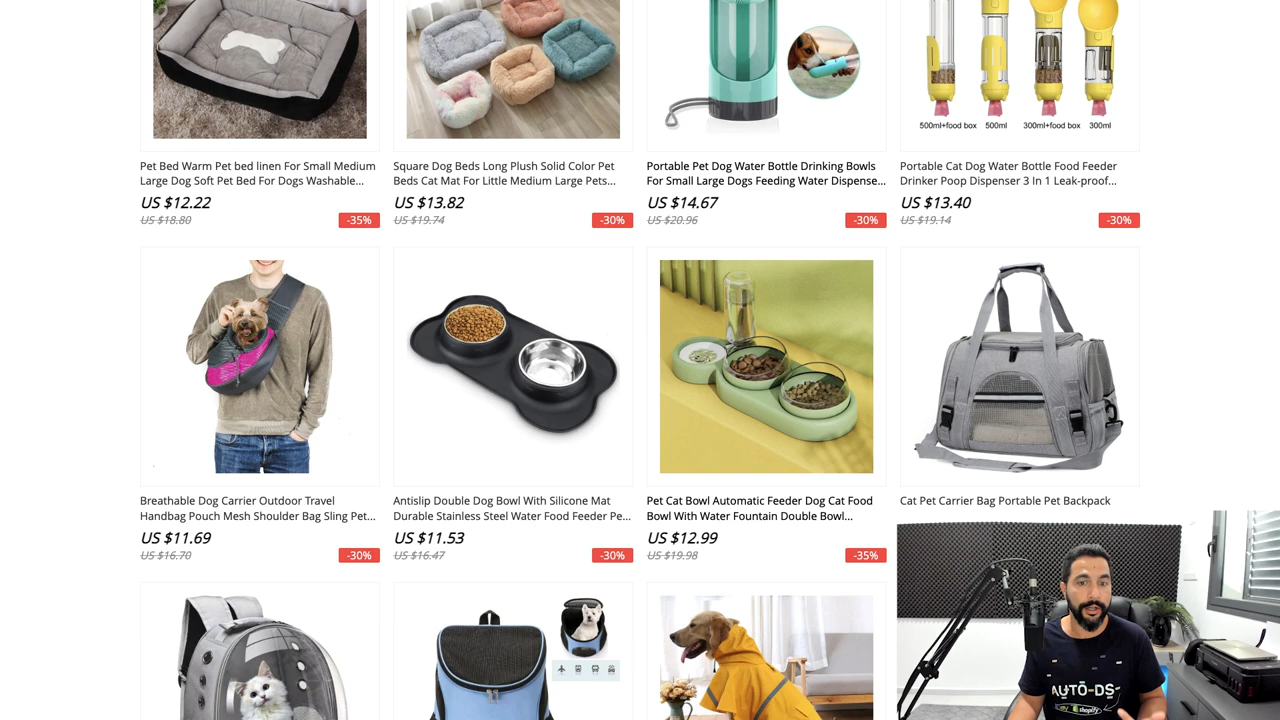 500ml+food box 500ml 300ml+food box 300ml
Pet Bed Warm Pet bed linen For Small Medium
Large Dog Soft Pet Bed For Dogs Washable...
US $12.22
US $18.80
-35%
Square Dog Beds Long Plush Solid Color Pet
Beds Cat Mat For Little Medium Large Pets...
US $13.82
US $19.74
-30%
Portable Pet Dog Water Bottle Drinking Bowls
For Small Large Dogs Feeding Water Dispense...
US $14.67
US $20.96
-30%
Portable Cat Dog Water Bottle Food Feeder
Drinker Poop Dispenser 3 In 1 Leak-proof...
US $13.40
US $19.14
-30%
Breathable Dog Carrier Outdoor Travel
Handbag Pouch Mesh Shoulder Bag Sling Pet...
US $11.69
US $16.70
-30%
Antislip Double Dog Bowl With Silicone Mat
Durable Stainless Steel Water Food Feeder Pe...
US $11.53
US $16.47
-30%
Pet Cat Bowl Automatic Feeder Dog Cat Food
Bowl With Water Fountain Double Bowl...
US $12.99
US $19.98
-35%
Cat Pet Carrier Bag Portable Pet Backpack
AUTO-DS
shopify